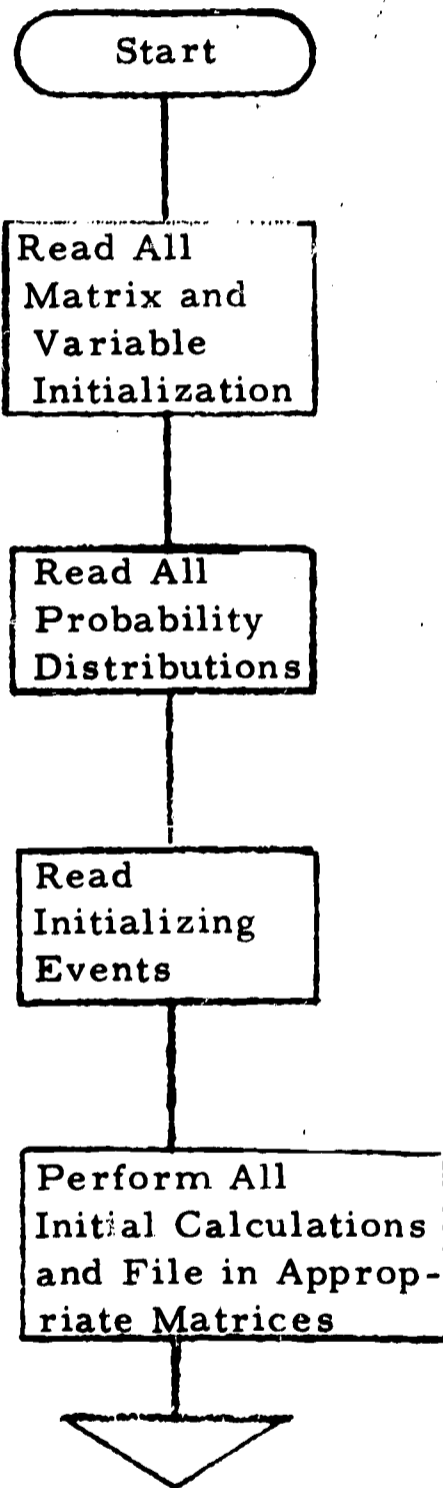 Start
Read All
Matrix and
Variable
Initialization
Read All
Probability
Distributions
Read
Initializing
Events
Perform All
Initial Calculations
and File in Approp-
riate Matrices